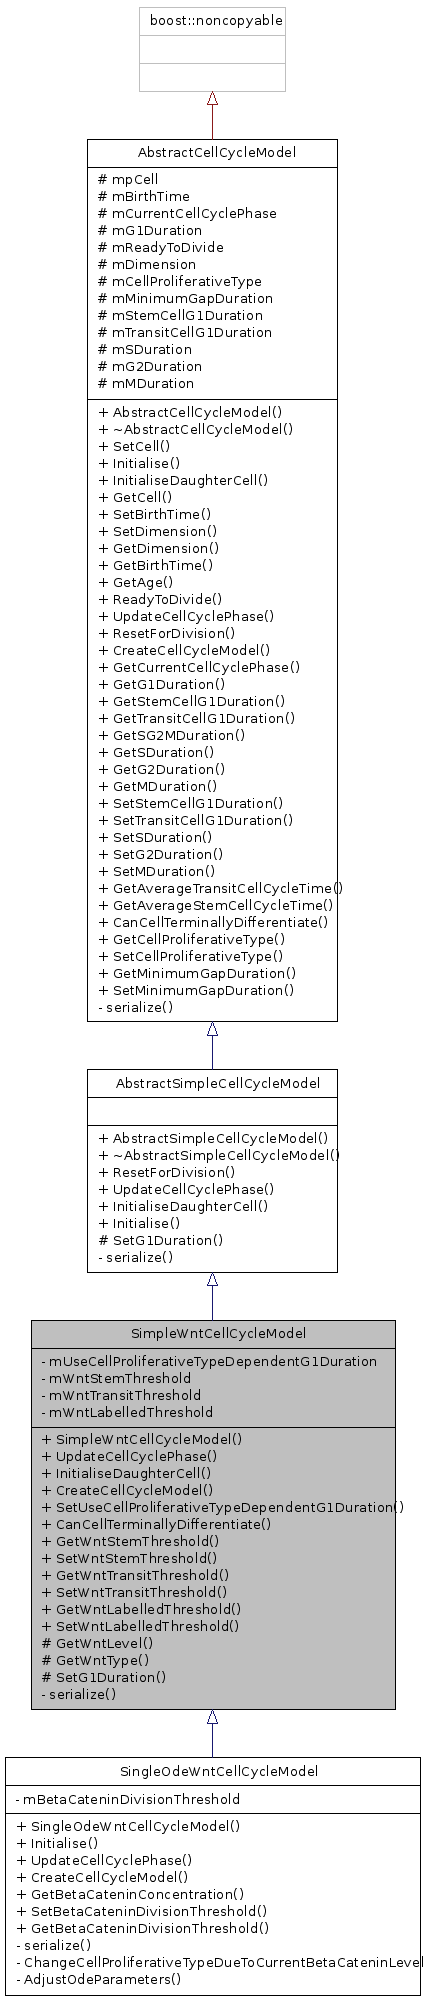 boost::noncopyable
AbstractCellCycleModel
# mpCell
# mBirthTime
# mCurrentCellCyclePhase
# mG1Duration
# mReadyToDivide
# mDimension
# mCellProliferativeType
# mMinimumGapDuration
# mStemCellG1Duration
# mTransitCellG1Duration
# mSDuration
# mG2Duration
# mMDuration
+ AbstractCellCycleModel()
+ ~AbstractCellCycleModel()
+ SetCell()
+ Initialise()
+ InitialiseDaughterCell()
+ GetCell()
+ SetBirthTime()
+ SetDimension()
+ GetDimension()
+ GetBirthTime()
+ GetAge()
+ ReadyToDivide()
+ UpdateCellCyclePhase()
+ ResetForDivision()
+ CreateCellCycleModel()
+ GetCurrentCellCyclePhase()
+ GetG1Duration()
+ GetStemCellG1Duration()
+ GetTransitCellG1Duration()
+ GetSG2MDuration()
+ GetSDuration()
+ GetG2Duration()
+ GetMDuration()
+ SetStemCellG1Duration()
+ SetTransitCellG1Duration()
+ SetSDuration()
+ SetG2Duration()
+ SetMDuration()
+ GetAverageTransitCellCycleTime()
+ GetAverageStemCellCycleTime()
+ CanCellTerminallyDifferentiate()
+ GetCellProliferativeType()
+ SetCellProliferativeType()
+ GetMinimumGapDuration()
+ SetMinimumGapDuration()
- serialize()
AbstractSimpleCellCycleModel
+ AbstractSimpleCellCycleModel()
+ ~AbstractSimpleCellCycleModel()
+ ResetForDivision()
+ UpdateCellCyclePhase()
+ InitialiseDaughterCell()
+ Initialise()
# SetG1Duration()
- serialize()
SimpleWntCellCycleModel
- mUseCellProliferativeTypeDependentG1Duration
- mWntStemThreshold
- mWntTransitThreshold
- mWntLabelledThreshold
+ SimpleWntCellCycleModel()
+ UpdateCellCyclePhase()
+ InitialiseDaughterCell()
+ CreateCellCycleModel()
+ SetUseCellProliferativeTypeDependentG1Duration()
+ CanCellTerminallyDifferentiate()
+ GetWntStemThreshold()
+ SetWntStemThreshold()
+ GetWntTransitThreshold()
+ SetWntTransitThreshold()
+ GetWntLabelledThreshold()
+ SetWntLabelledThreshold()
# GetWntLevel()
# GetWntType()
# SetG1Duration()
- serialize()
SingleOdeWntCellCycleModel
- mBetaCateninDivisionThreshold
+ SingleOdeWntCellCycleModel()
+ Initialise()
+ UpdateCellCyclePhase()
+ CreateCellCycleModel()
+ GetBetaCateninConcentration()
+ SetBetaCateninDivisionThreshold()
+ GetBetaCateninDivisionThreshold()
- serialize()
- ChangeCellProliferativeTypeDueToCurrentBetaCateninLevel
- AdjustOdeParameters()